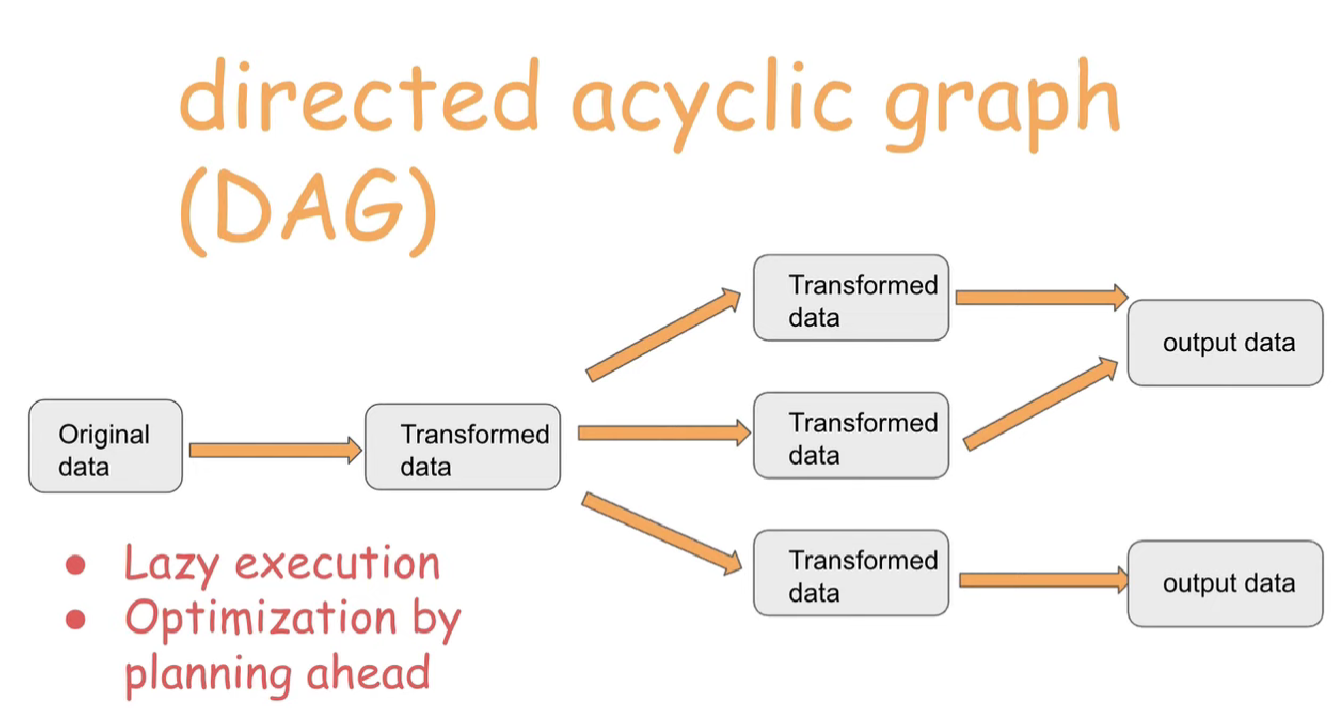 directed acyclic graph
(DAG)
Original
data
Transformed
data
Transformed
data
Transformed
data
Transformed
data
output data
output data
Lazy execution
Optimization by
planning ahead